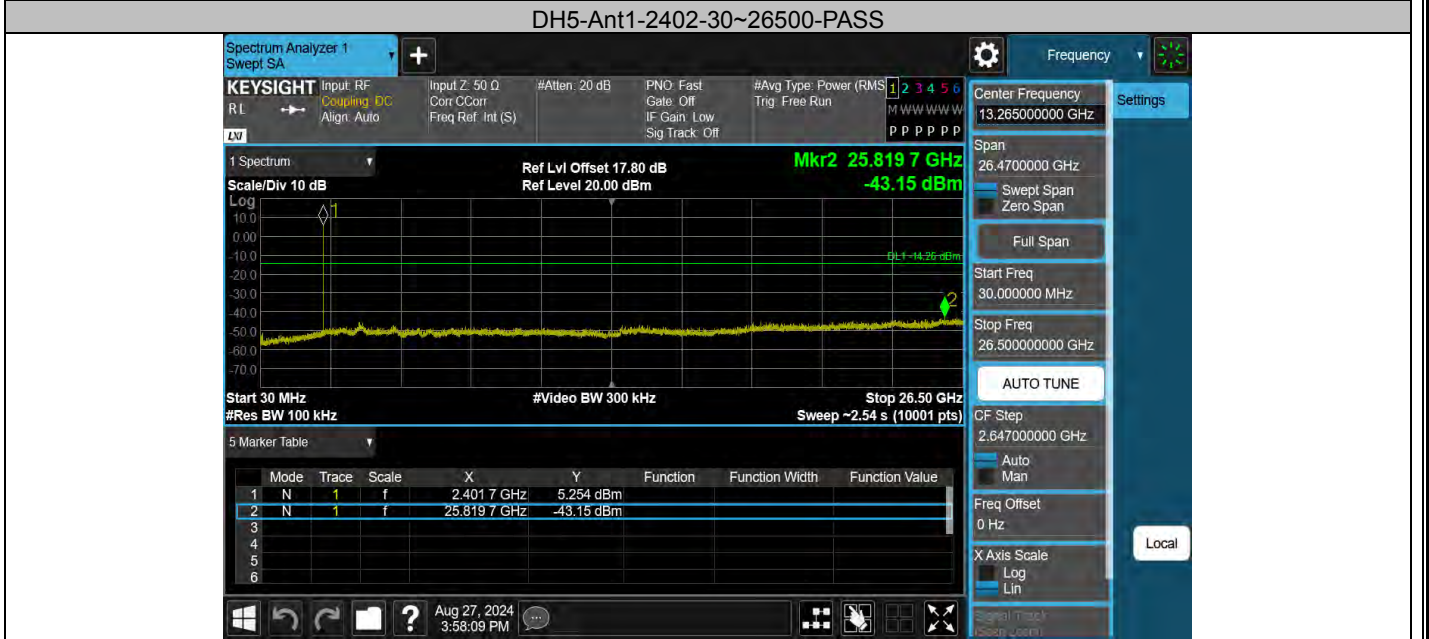 DH5-Ant1-2402-30~26500-PASS
Spectrum Analyzer 1
Swept SA
Frequency
KEYSIGHT
RL
LXI
Input: RF
Coupling: DC
Align: Auto
Input Z: 50 Ω
Corr CCorr
Freq Ref: Int (S)
#Atten: 20 dB
PNO: Fast
Gate: Off
IF Gain: Low
Sig Track: Off
#Avg Type: Power (RMS
Trig: Free Run
1 2 3 4 5 6
M W W W W W
P P P P P P
1 Spectrum
Scale/Div 10 dB
Log
Ref Lvl Offset 17.80 dB
Ref Level 20.00 dBm
Mkr2 25.819 7 GHz
-43.15 dBm
10.0
0.00
-10.0
-20.0
-30.0
-40.0
-50.0
-60.0
-70.0
1
DL1 -14.26 dBm
2
Start 30 MHz
#Video BW 300 kHz
Stop 26.50 GHz
#Res BW 100 kHz
Sweep ~2.54 s (10001 pts)
5 Marker Table
Mode Trace Scale X Y Function Function Width Function Value
1 N 1 f 2.401 7 GHz 5.254 dBm
2 N 1 f 25.819 7 GHz -43.15 dBm
3
4
5
6
Aug 27, 2024
3:58:09 PM
Center Frequency
13.265000000 GHz
Settings
Span
26.4700000 GHz
Swept Span
Zero Span
Full Span
Start Freq
30.000000 MHz
Stop Freq
26.500000000 GHz
AUTO TUNE
CF Step
2.647000000 GHz
Auto
Man
Freq Offset
0 Hz
X Axis Scale
Log
Lin
Local
Signal Track
(Span Zoom)